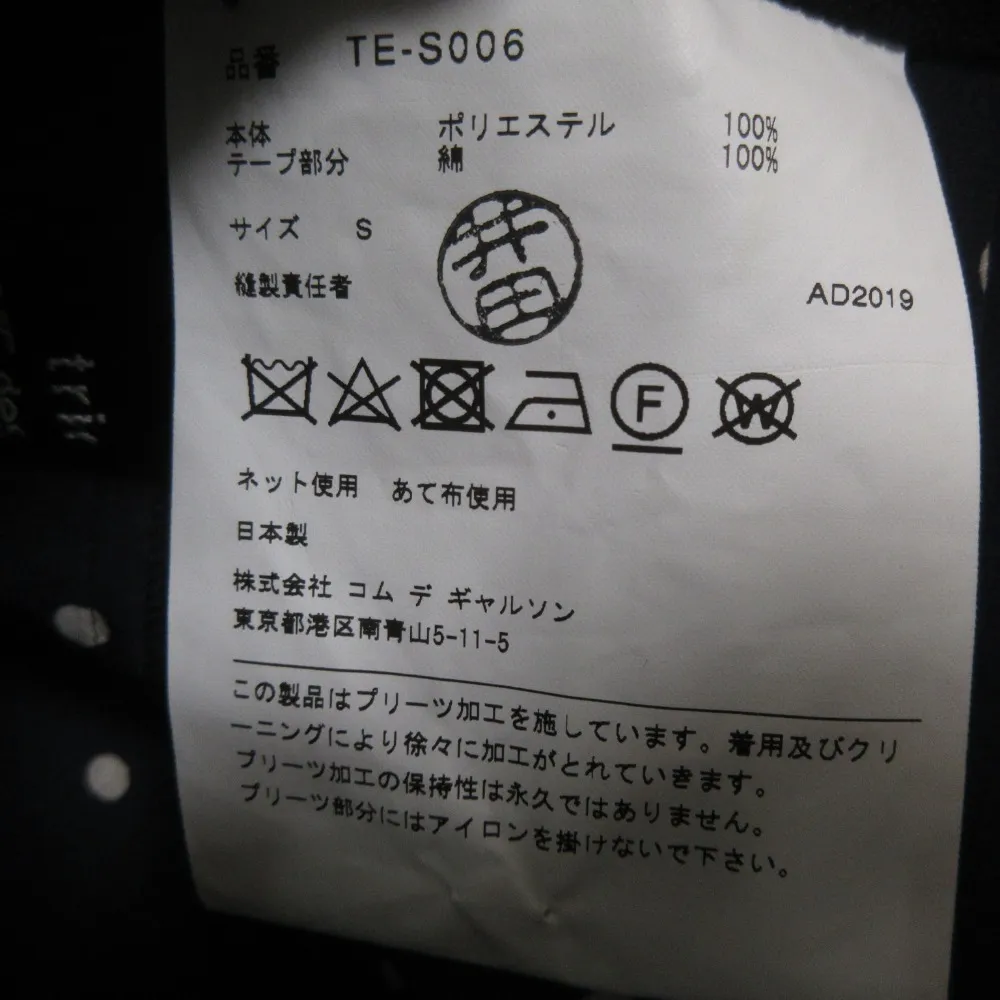 品番 TE-S006
本体 ポリエステル 100%
テープ部分 綿 100%
サイズ S
井田
縫製責任者
AD2019
F
W
ネット使用 あて布使用
日本製
株式会社 コム デ ギャルソン
東京都港区南青山5-11-5
この製品はプリーツ加工を施しています。着用及びクリ
ーニングにより徐々に加工がとれていきます。
プリーツ加工の保持性は永久ではありません。
プリーツ部分にはアイロンを掛けないで下さい。